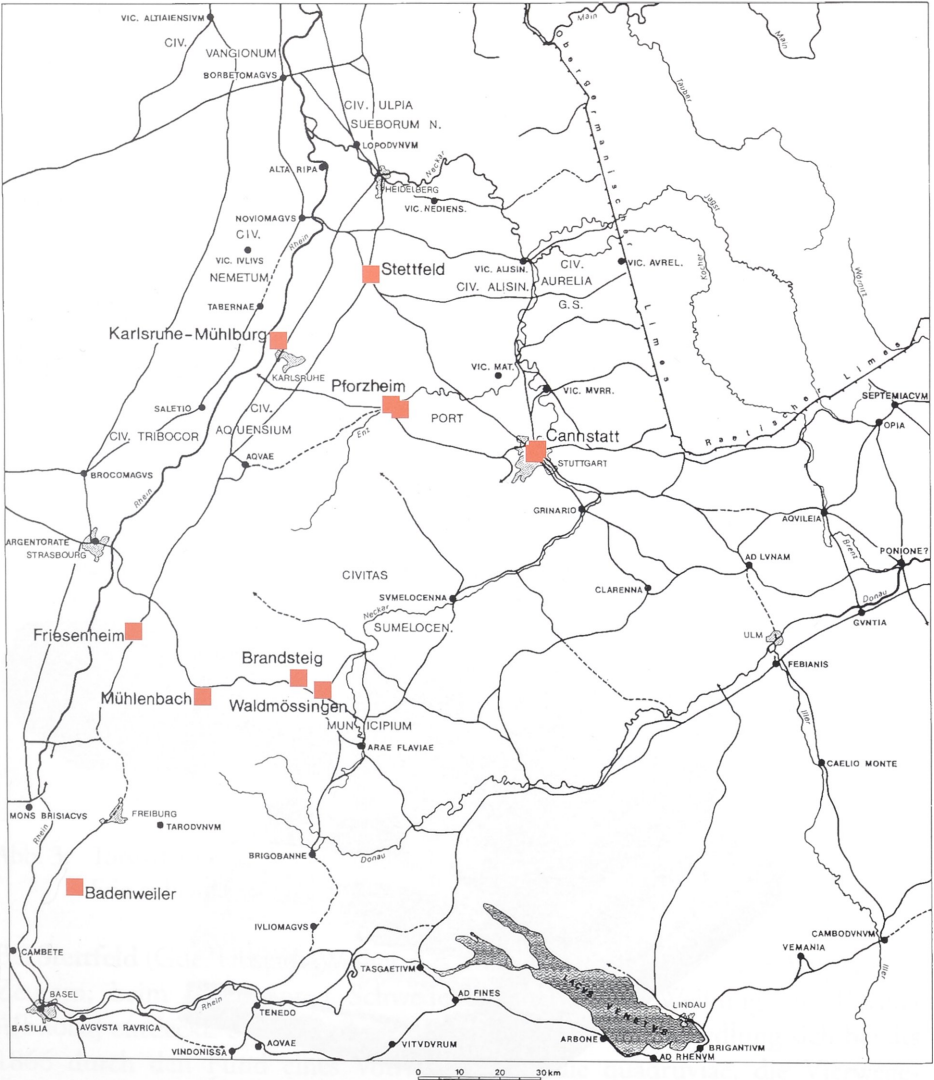 VIC. ALTIAIENSIVM
CIV.
VANGIONUM
BORBETOMAGVS
Main
Main
Obergermanischer Limes
Tauber
CIV. ULPIA
SUEBORUM N.
LOPODVNVM
ALTA RIPA
HEIDELBERG
Neckar
VIC. NEDIENS.
Jagst
NOVIOMAGVS
CIV.
Rhein
VIC. IVLIVS
NEMETUM
Stettfeld
VIC. ALISIN.
CIV.
AURELIA
G.S.
CIV. ALISIN.
VIC. AVREL.
Kocher
Wörnitz
TABERNAE
Karlsruhe-Mühlburg
KARLSRUHE
Pforzheim
VIC. MAT.
VIC. MVRR.
Raetischer Limes
SEPTEMIACVM
OPIA
SALETIO
CIV.
AQUENSIUM
PORT
CIV. TRIBOCOR
Enz
Cannstatt
STUTTGART
AQVAE
BROCOMAGVS
Rhein
GRINARIO
AQVILEIA
ARGENTORATE
STRASBOURG
Brenz
PONIONE?
AD LVNAM
CIVITAS
SVMELOCENNA
CLARENNA
Donau
GVNTIA
Neckar
SUMELOCEN.
Friesenheim
ULM
FEBIANIS
Brandsteig
Mühlenbach
Waldmössingen
MUNICIPIUM
Iller
ARAE FLAVIAE
CAELIO MONTE
MONS BRISIACVS
FREIBURG
TARODVNVM
Rhein
BRIGOBANNE
Donau
Badenweiler
IVLIOMAGVS
CAMBODVNVM
VEMANIA
CAMBETE
TASGAETIVM
Iller
BASEL
BASILIA
AVGVSTA RAVRICA
Rhein
TENEDO
AD FINES
LACVS VENETVS
LINDAU
VINDONISSA
AQVAE
VITVDVRVM
ARBONE
BRIGANTIVM
AD RHENVM
0 10 20 30 km